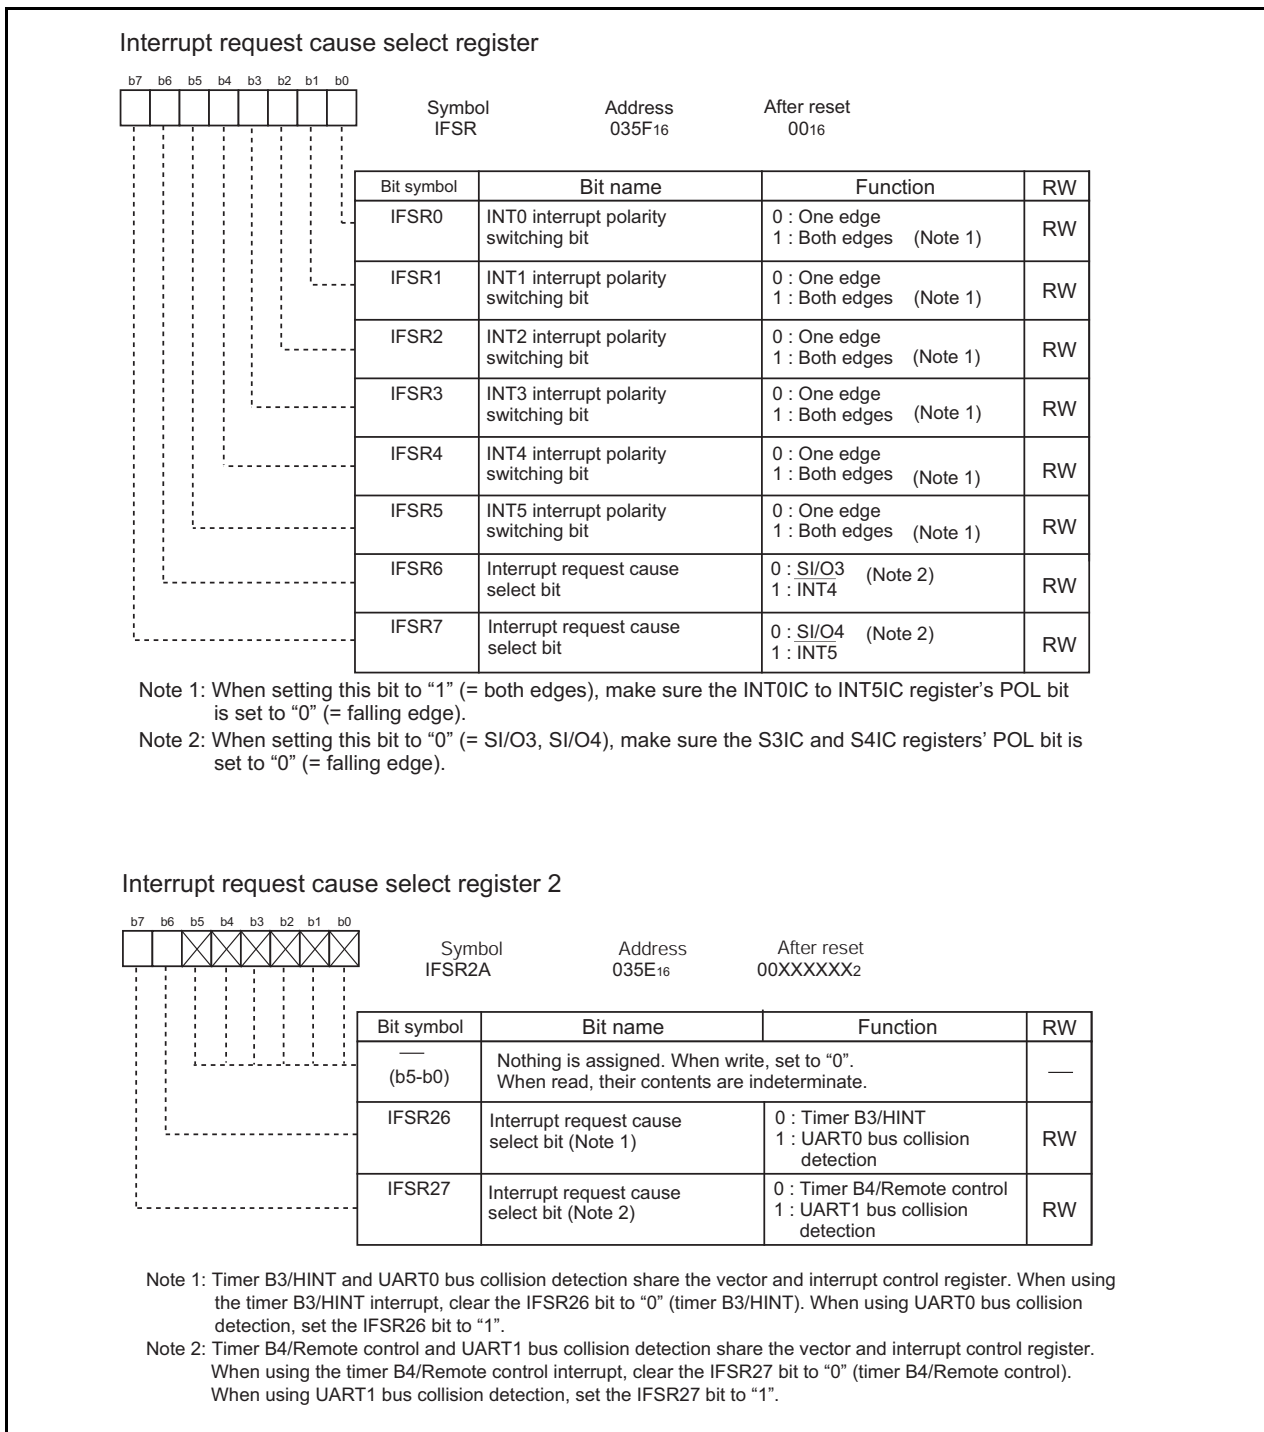 Interrupt request cause select register
b7 b6 b5 b4 b3 b2 b1 b0
Symbol Address After reset
IFSR 035F16 0016
Bit symbol Bit name Function RW
IFSR0 INT0 interrupt polarity 0 : One edge RW
switching bit 1 : Both edges (Note 1)
IFSR1 INT1 interrupt polarity 0 : One edge RW
switching bit 1 : Both edges (Note 1)
IFSR2 INT2 interrupt polarity 0 : One edge RW
switching bit 1 : Both edges (Note 1)
IFSR3 INT3 interrupt polarity 0 : One edge RW
switching bit 1 : Both edges (Note 1)
IFSR4 INT4 interrupt polarity 0 : One edge RW
switching bit 1 : Both edges (Note 1)
IFSR5 INT5 interrupt polarity 0 : One edge RW
switching bit 1 : Both edges (Note 1)
IFSR6 Interrupt request cause 0 : SI/O3 (Note 2) RW
select bit 1 : INT4
IFSR7 Interrupt request cause 0 : SI/O4 (Note 2) RW
select bit 1 : INT5
Note 1: When setting this bit to “1” (= both edges), make sure the INT0IC to INT5IC register’s POL bit
is set to “0” (= falling edge).
Note 2: When setting this bit to “0” (= SI/O3, SI/O4), make sure the S3IC and S4IC registers’ POL bit is
set to “0” (= falling edge).
Interrupt request cause select register 2
b7 b6 b5 b4 b3 b2 b1 b0
Symbol Address After reset
IFSR2A 035E16 00XXXXXX2
Bit symbol Bit name Function RW
— Nothing is assigned. When write, set to “0”. —
(b5-b0) When read, their contents are indeterminate.
IFSR26 Interrupt request cause 0 : Timer B3/HINT RW
select bit (Note 1) 1 : UART0 bus collision
detection
IFSR27 Interrupt request cause 0 : Timer B4/Remote control RW
select bit (Note 2) 1 : UART1 bus collision
detection
Note 1: Timer B3/HINT and UART0 bus collision detection share the vector and interrupt control register. When using
the timer B3/HINT interrupt, clear the IFSR26 bit to “0” (timer B3/HINT). When using UART0 bus collision
detection, set the IFSR26 bit to “1”.
Note 2: Timer B4/Remote control and UART1 bus collision detection share the vector and interrupt control register.
When using the timer B4/Remote control interrupt, clear the IFSR27 bit to “0” (timer B4/Remote control).
When using UART1 bus collision detection, set the IFSR27 bit to “1”.